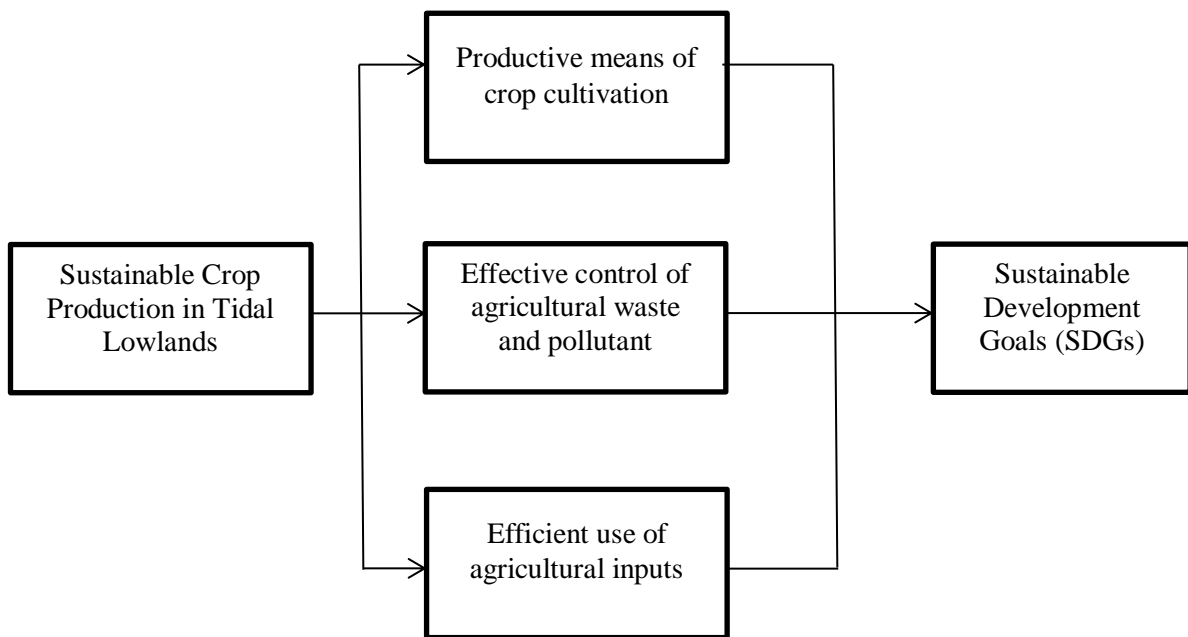 Productive means of
crop cultivation
Sustainable Crop
Production in Tidal
Lowlands
Effective control of
agricultural waste
and pollutant
Sustainable
Development
Goals (SDGs)
Efficient use of
agricultural inputs